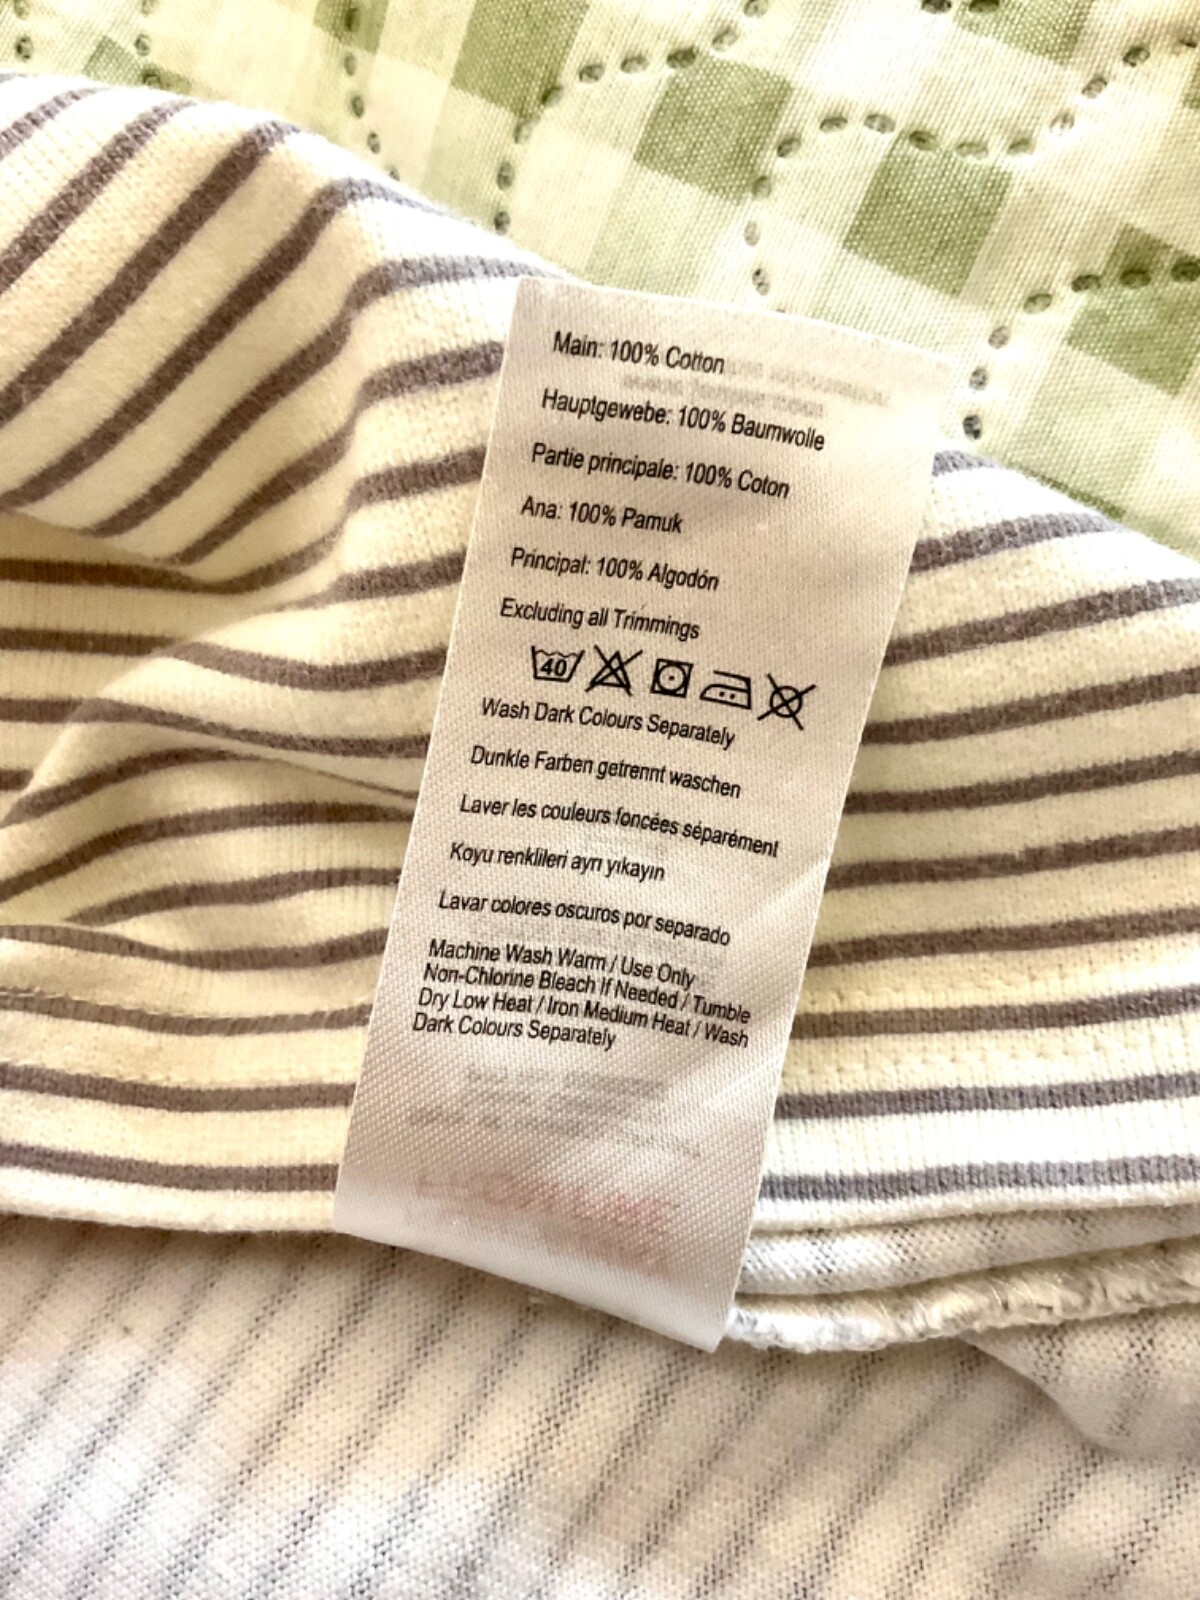 Main: 100% Cotton
Hauptgewebe: 100% Baumwolle
Partie principale: 100% Coton
Ana: 100% Pamuk
Principal: 100% Algodón
Excluding all Trimmings
40
Wash Dark Colours Separately
Dunkle Farben getrennt waschen
Laver les couleurs foncées séparément
Koyu renklileri ayrı yıkayın
Lavar colores oscuros por separado
Machine Wash Warm / Use Only
Non-Chlorine Bleach If Needed / Tumble
Dry Low Heat / Iron Medium Heat / Wash
Dark Colours Separately